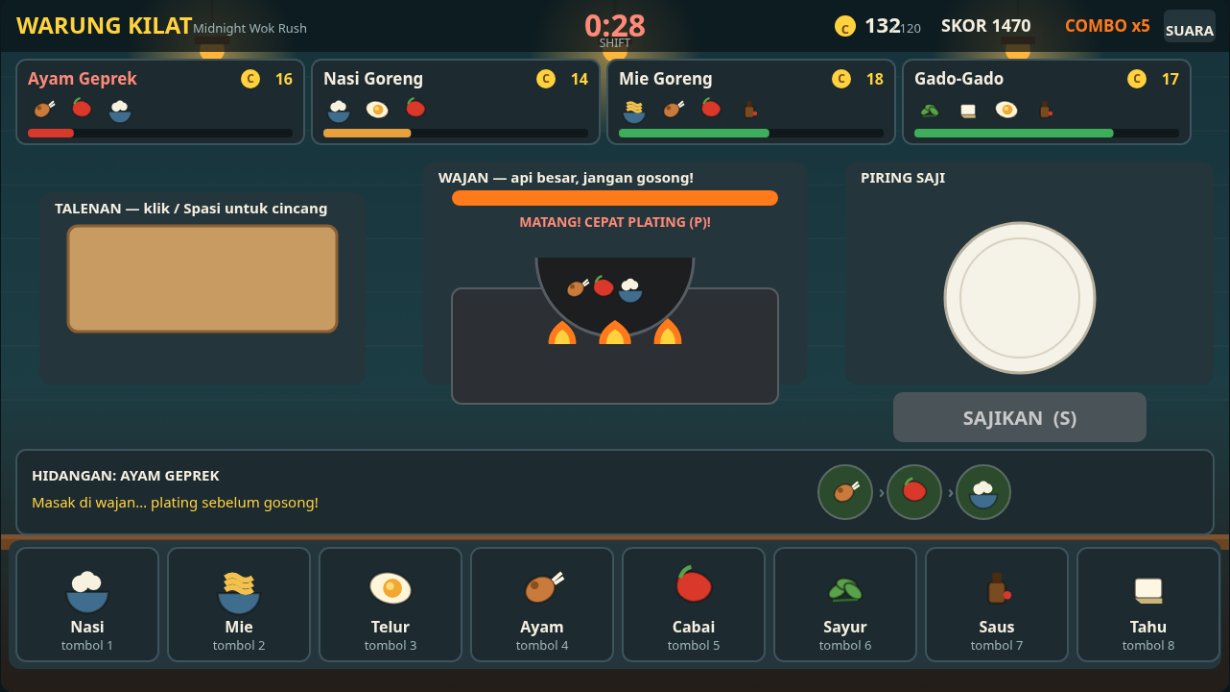 WARUNG KILAT Midnight Wok Rush
0:28
SHIFT
C 132/120
SKOR 1470
COMBO x5
SUARA
Ayam Geprek C 16
Nasi Goreng C 14
Mie Goreng C 18
Gado-Gado C 17
TALENAN — klik / Spasi untuk cincang
WAJAN — api besar, jangan gosong!
MATANG! CEPAT PLATING (P)!
PIRING SAJI
SAJIKAN (S)
HIDANGAN: AYAM GEPREK
Masak di wajan... plating sebelum gosong!
Nasi
tombol 1
Mie
tombol 2
Telur
tombol 3
Ayam
tombol 4
Cabai
tombol 5
Sayur
tombol 6
Saus
tombol 7
Tahu
tombol 8